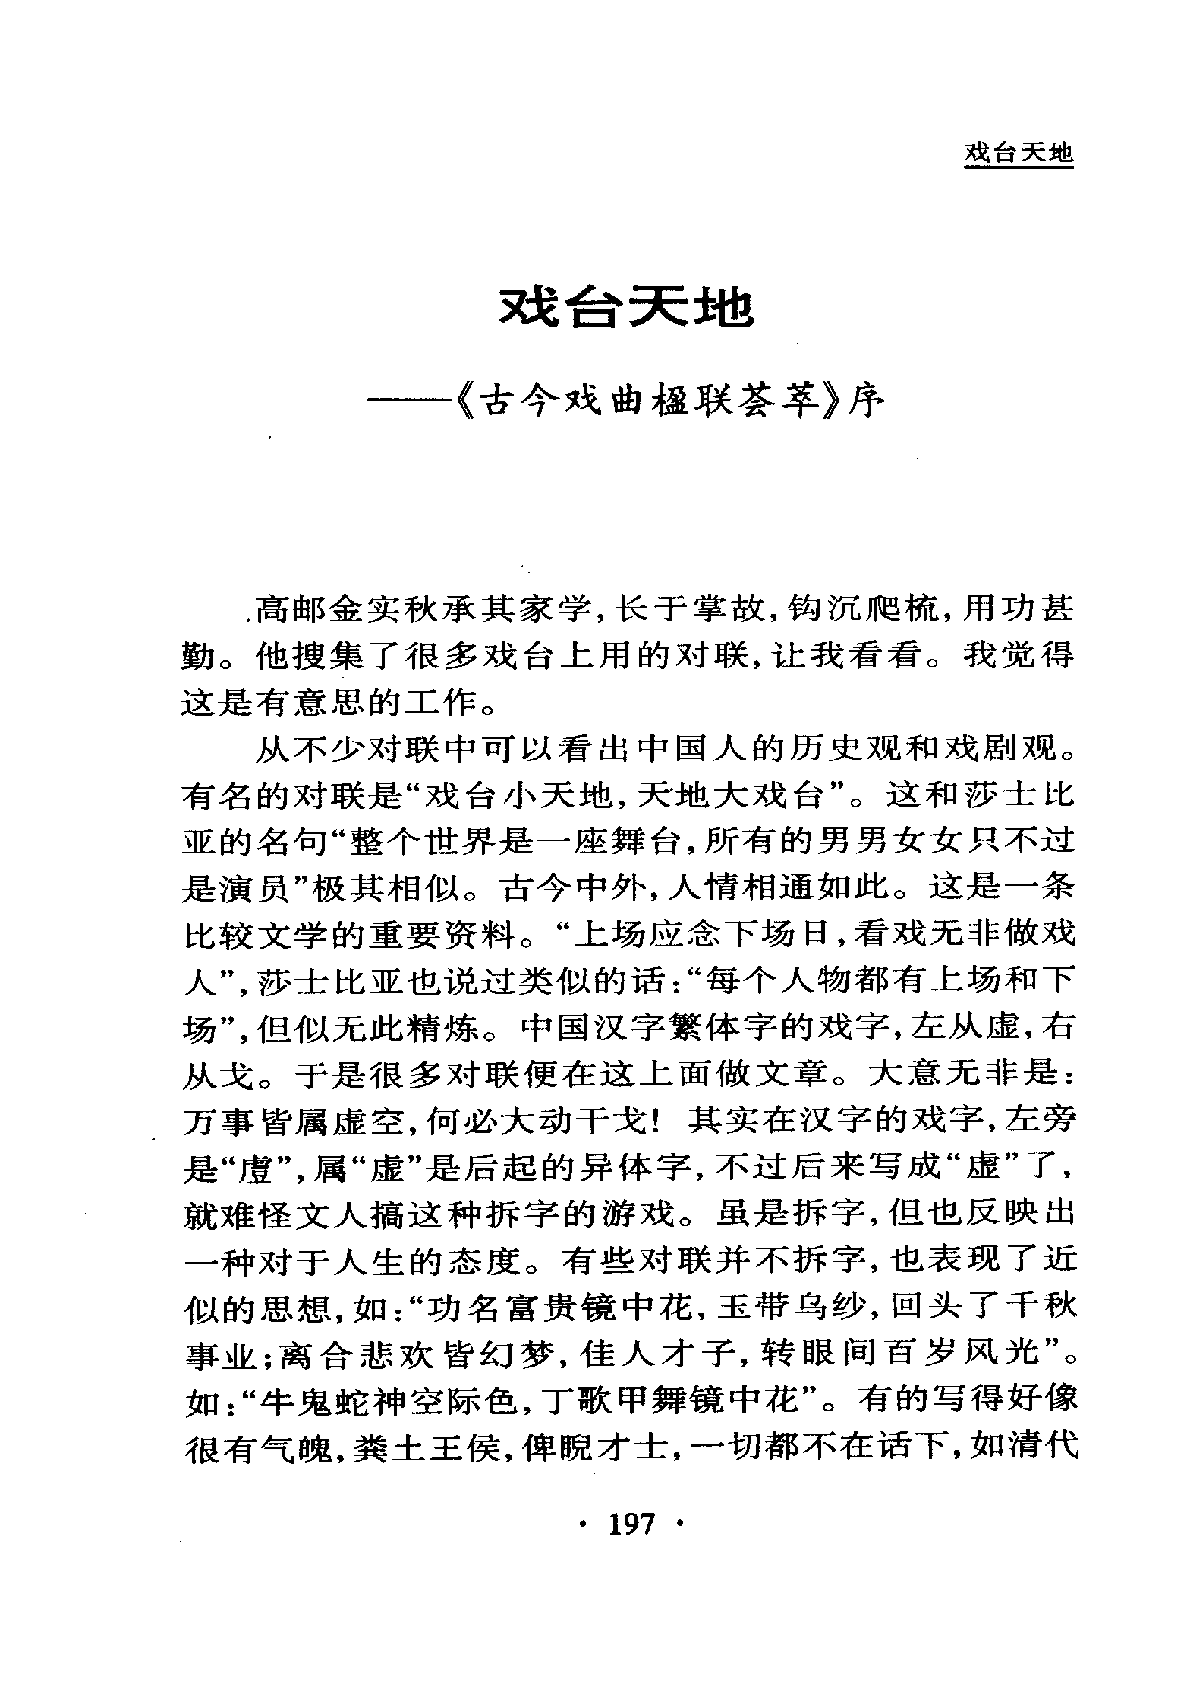 戏台天地
戏台天地
——《古今戏曲楹联荟萃》序
高邮金实秋承其家学,长于掌故,钩沉爬梳,用功甚
勤。他搜集了很多戏台上用的对联,让我看看。我觉得
这是有意思的工作。
从不少对联中可以看出中国人的历史观和戏剧观。
有名的对联是“戏台小天地,天地大戏台”。这和莎士比
亚的名句“整个世界是一座舞台,所有的男男女女只不过
是演员”极其相似。古今中外,人情相通如此。这是一条
比较文学的重要资料。“上场应念下场日,看戏无非做戏
人”,莎士比亚也说过类似的话:“每个人物都有上场和下
场”,但似无此精炼。中国汉字繁体字的戏字,左从虚,右
从戈。于是很多对联便在这上面做文章。大意无非是:
万事皆属虚空,何必大动干戈! 其实在汉字的戏字,左旁
是“䖒”,属“虚”是后起的异体字,不过后来写成“虚”了,
就难怪文人搞这种拆字的游戏。虽是拆字,但也反映出
一种对于人生的态度。有些对联并不拆字,也表现了近
似的思想,如:“功名富贵镜中花,玉带乌纱,回头了千秋
事业;离合悲欢皆幻梦,佳人才子,转眼间百岁风光”。
如:“牛鬼蛇神空际色,丁歌甲舞镜中花”。有的写得好像
很有气魄,粪土王侯,俾睨才士,一切都不在话下,如清代
· 197 ·